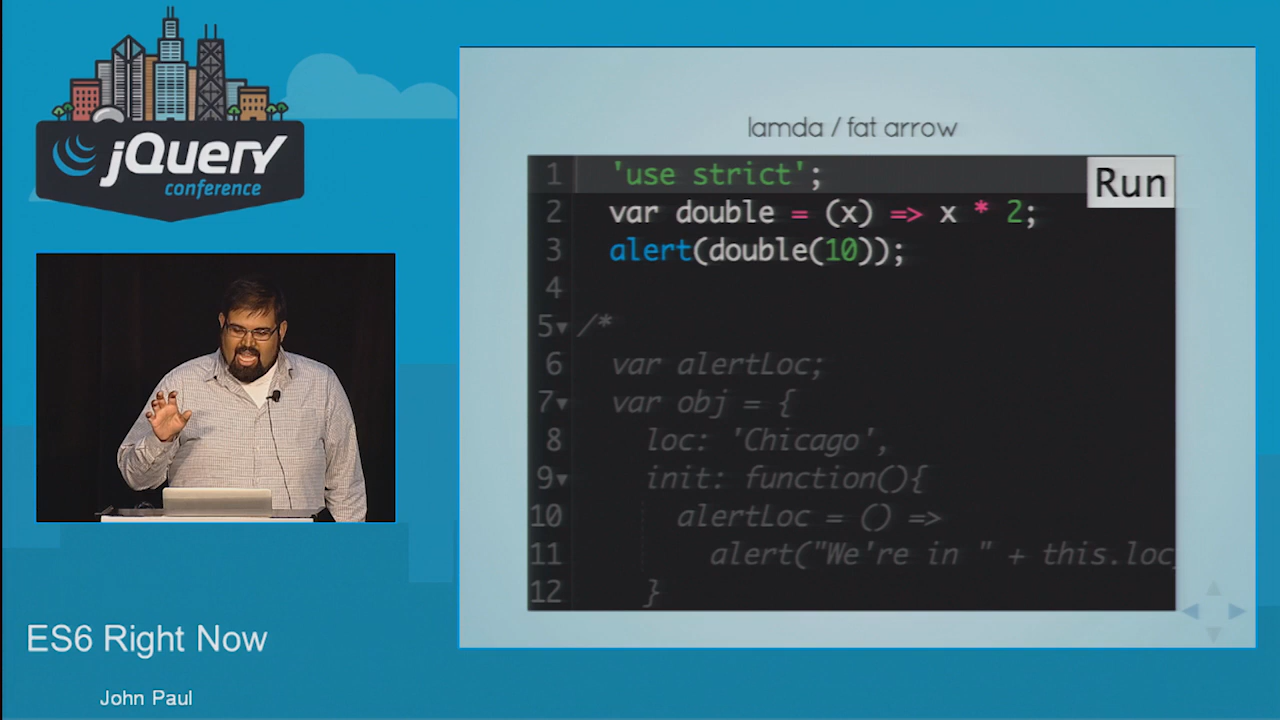 jQuery
conference
ES6 Right Now
John Paul
lamda / fat arrow
Run
1 'use strict';
2 var double = (x) => x * 2;
3 alert(double(10));
4
5 /*
6 var alertLoc;
7 var obj = {
8 loc: 'Chicago',
9 init: function(){
10 alertLoc = () =>
11 alert("We're in " + this.loc
12 }